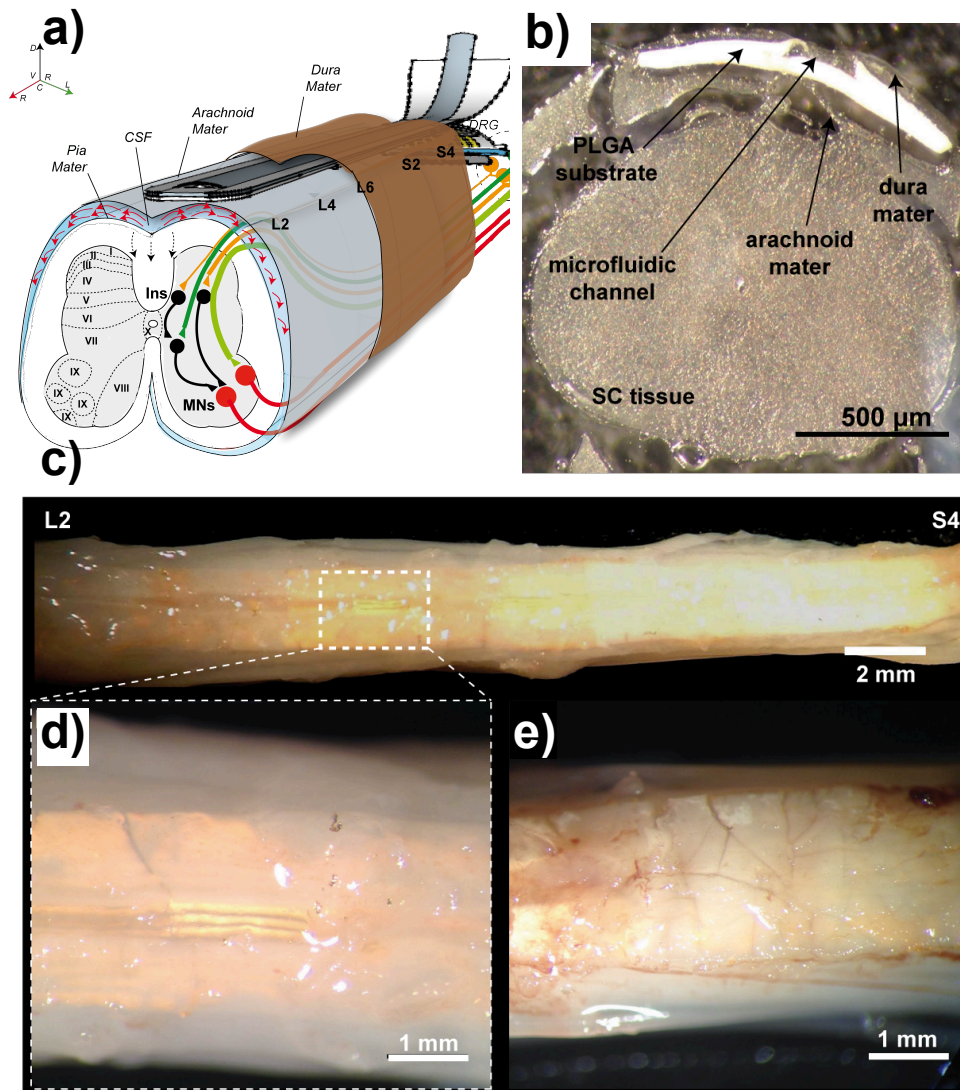 a)
D
V
R
C
L
R
Dura
Mater
Arachnoid
Mater
CSF
Pia
Mater
DRG
S4
S2
L6
L4
L2
I
II
III
IV
V
VI
VII
VIII
X
IX
IX
IX
IX
IX
Ins
MNs
b)
PLGA
substrate
microfluidic
channel
arachnoid
mater
dura
mater
SC tissue
500 µm
c)
L2
S4
2 mm
d)
1 mm
e)
1 mm